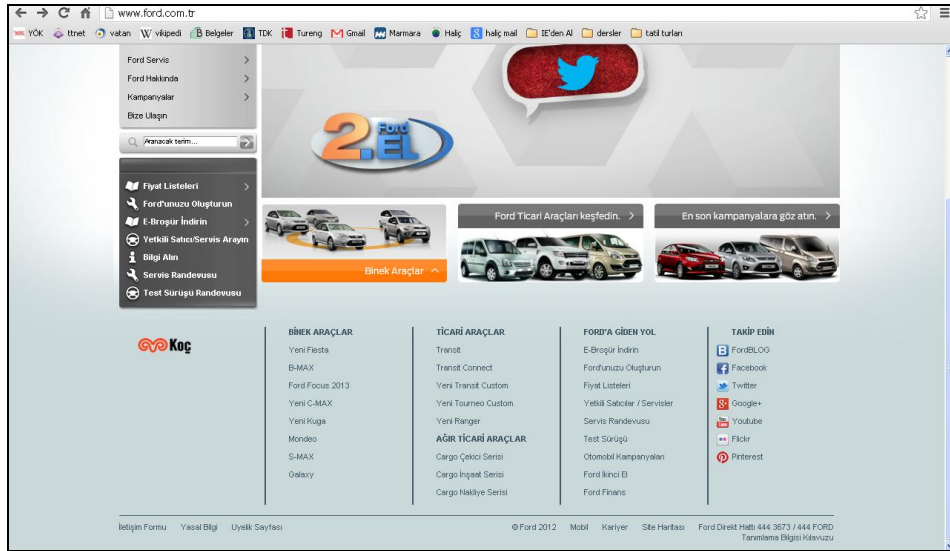 www.ford.com.tr
YÖK ttnet vatan vikipedi Belgeler TDK Tureng Gmail Marmara Haliç haliç mail IE'den Al dersler tatil turları
Ford Servis
Ford Hakkında
Kampanyalar
Bize Ulaşın
Aranacak terim...
Fiyat Listeleri
Ford'unuzu Oluşturun
E-Broşür İndirin
Yetkili Satıcı/Servis Arayın
Bilgi Alın
Servis Randevusu
Test Sürüşü Randevusu
Ford
2.EL
Binek Araçlar
Ford Ticari Araçları keşfedin.
En son kampanyalara göz atın.
Koç
BİNEK ARAÇLAR
Yeni Fiesta
B-MAX
Ford Focus 2013
Yeni C-MAX
Yeni Kuga
Mondeo
S-MAX
Galaxy
TİCARİ ARAÇLAR
Transit
Transit Connect
Yeni Transit Custom
Yeni Tourneo Custom
Yeni Ranger
AĞIR TİCARİ ARAÇLAR
Cargo Çekici Serisi
Cargo İnşaat Serisi
Cargo Nakliye Serisi
FORD'A GİDEN YOL
E-Broşür İndirin
Ford'unuzu Oluşturun
Fiyat Listeleri
Yetkili Satıcılar / Servisler
Servis Randevusu
Test Sürüşü
Otomobil Kampanyaları
Ford İkinci El
Ford Finans
TAKİP EDİN
FordBLOG
Facebook
Twitter
Google+
Youtube
Flickr
Pinterest
İletişim Formu Yasal Bilgi Uyelik Sayfası
© Ford 2012 Mobil Kariyer Site Haritası Ford Direkt Hattı 444 3673 / 444 FORD
Tanımlama Bilgisi Kılavuzu